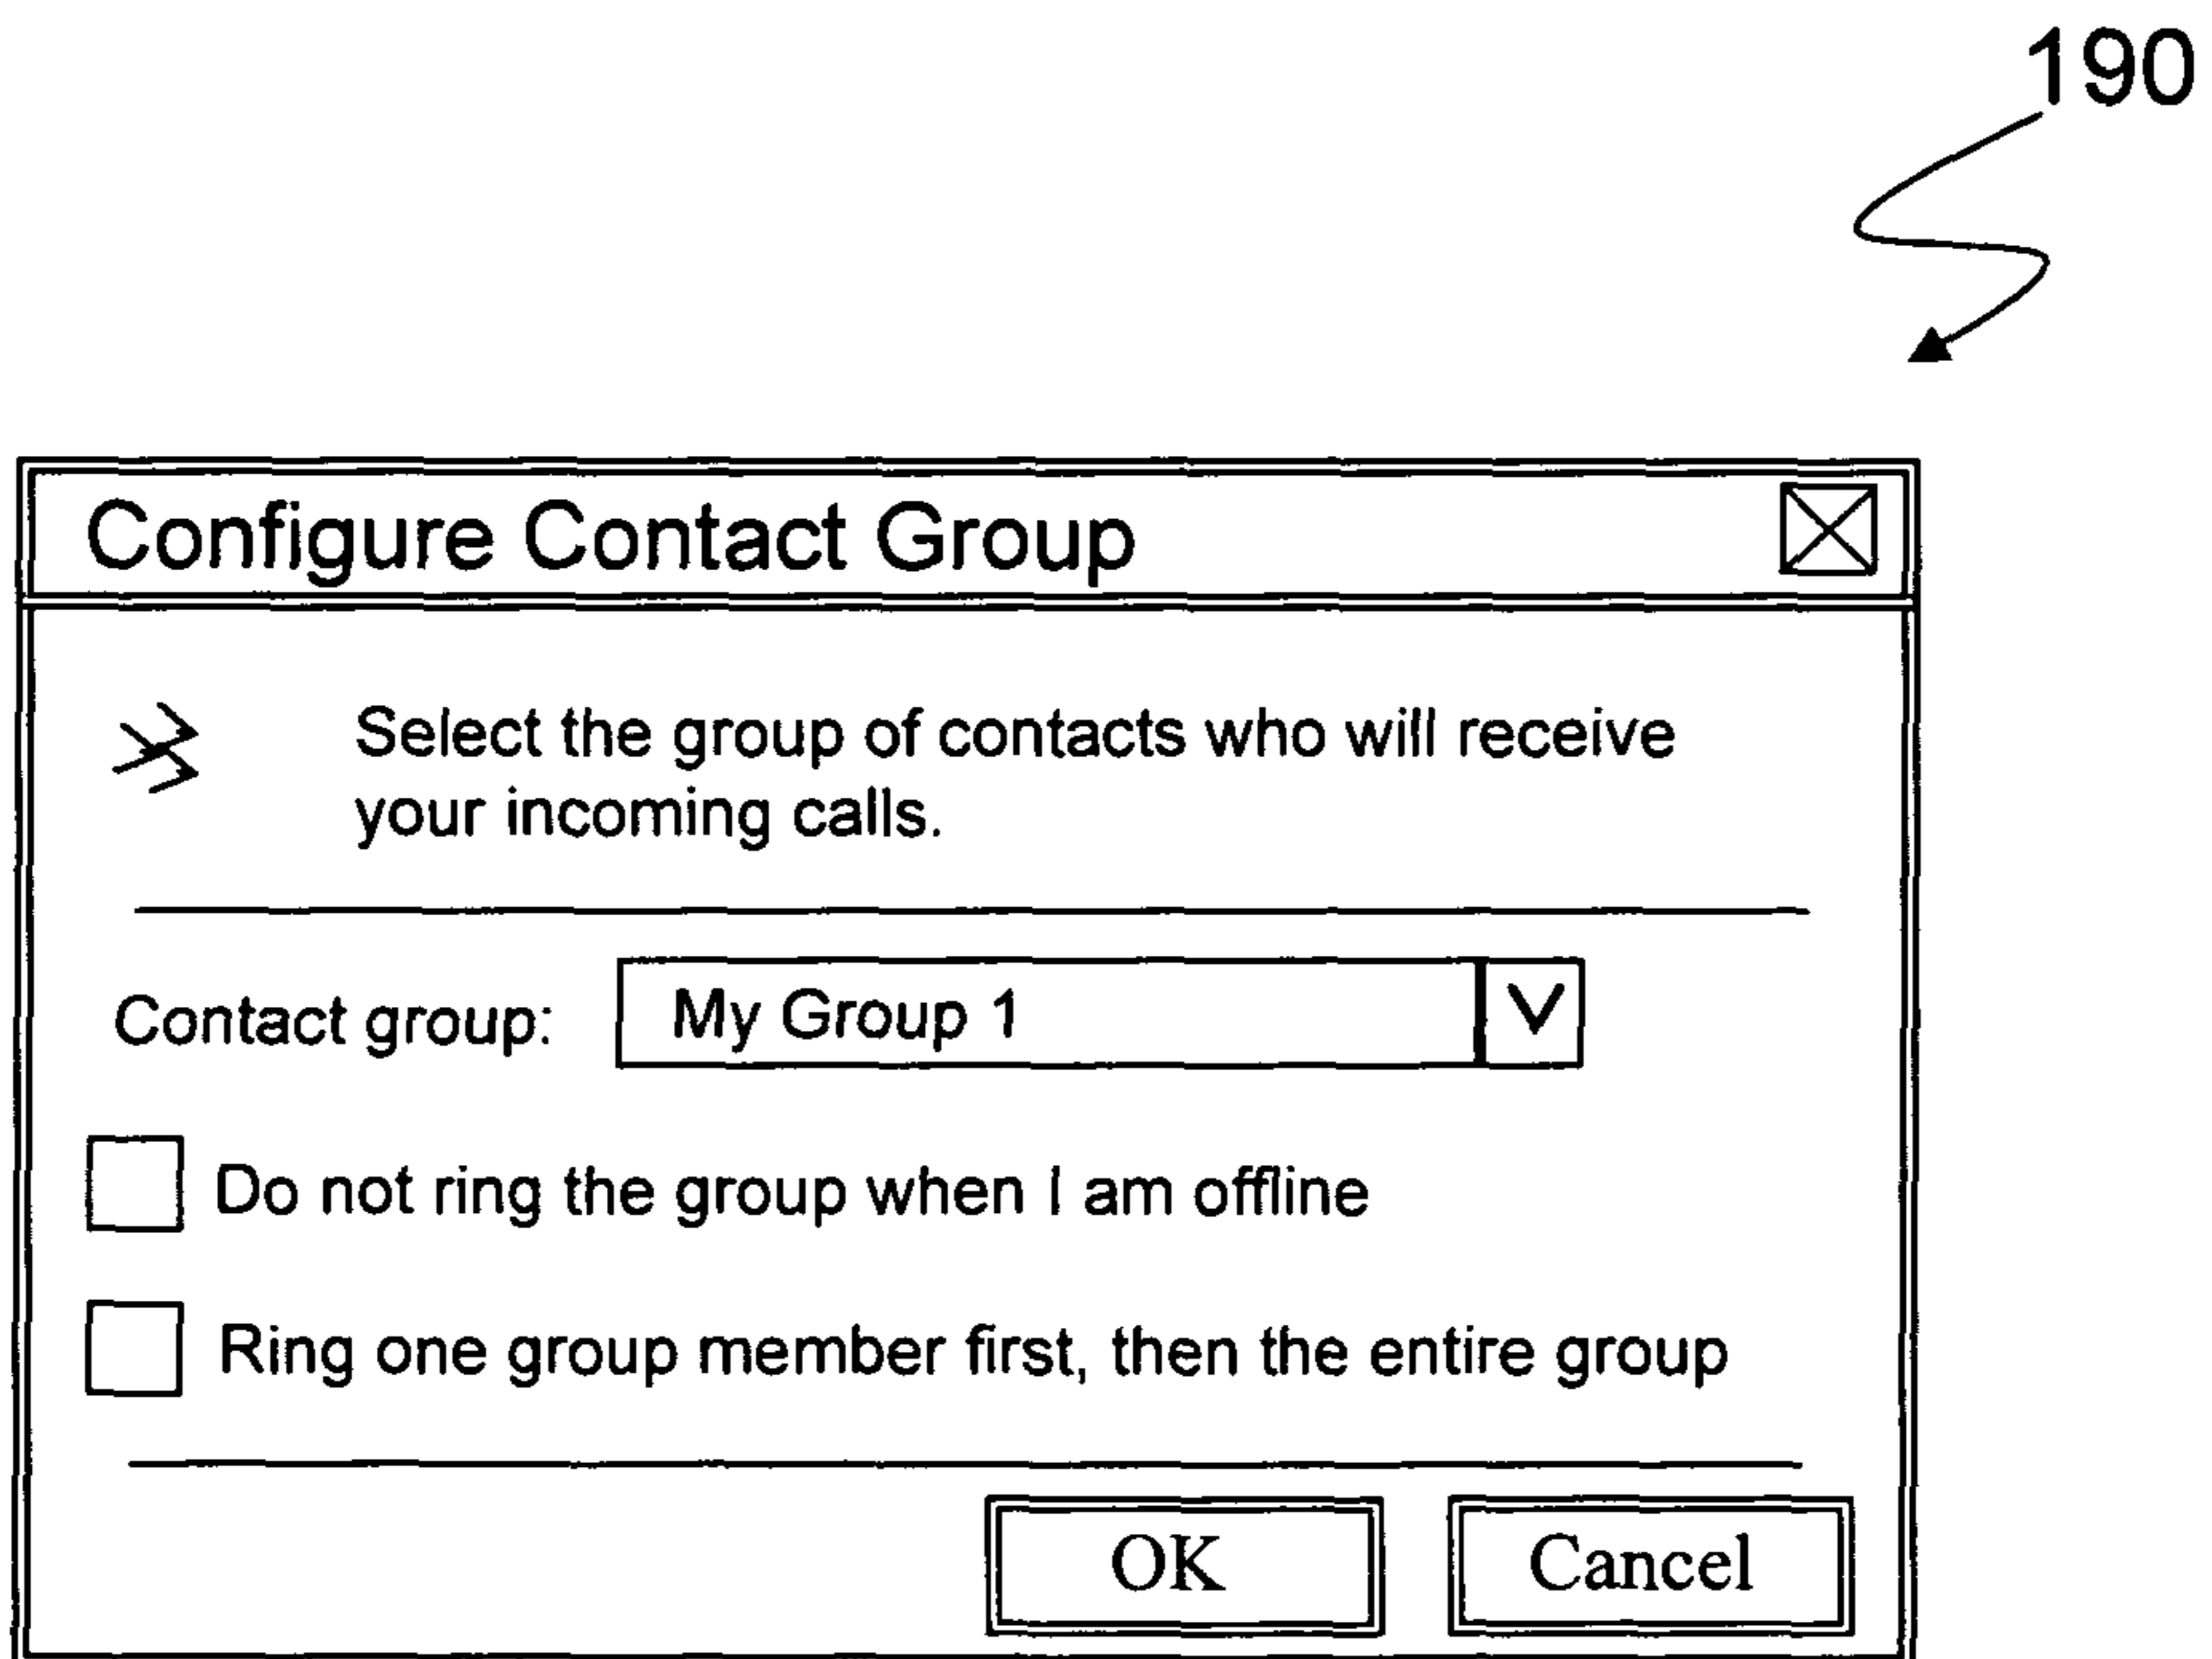 190
Configure Contact Group
Select the group of contacts who will receive
your incoming calls.
Contact group: My Group 1
Do not ring the group when I am offline
Ring one group member first, then the entire group
OK Cancel